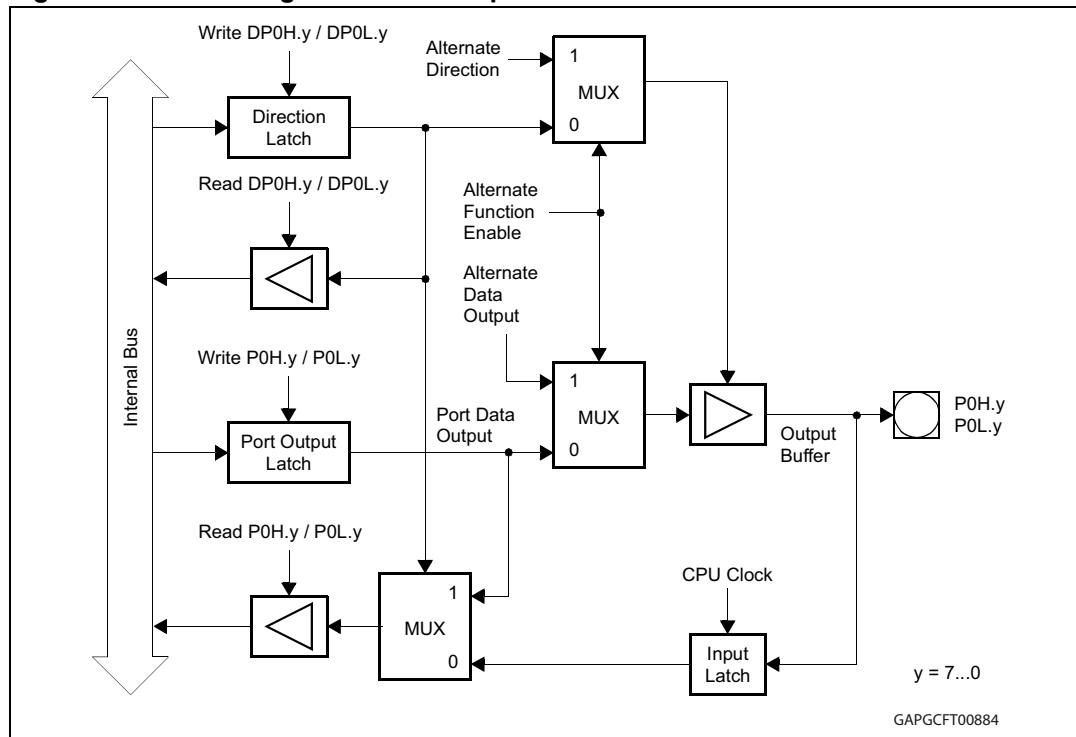 Write DP0H.y / DP0L.y
Alternate
Direction
1
MUX
0
Direction
Latch
Read DP0H.y / DP0L.y
Alternate
Function
Enable
Alternate
Data
Output
Internal Bus
Write P0H.y / P0L.y
Port Output
Latch
Port Data
Output
1
MUX
0
Output
Buffer
P0H.y
P0L.y
Read P0H.y / P0L.y
1
MUX
0
CPU Clock
Input
Latch
y = 7...0
GAPGCFT00884